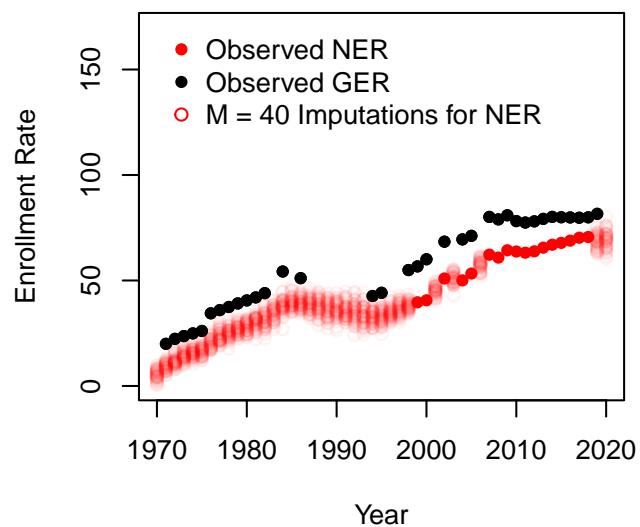 Observed NER
Observed GER
M = 40 Imputations for NER
Enrollment Rate
150
100
50
0
1970 1980 1990 2000 2010 2020
Year